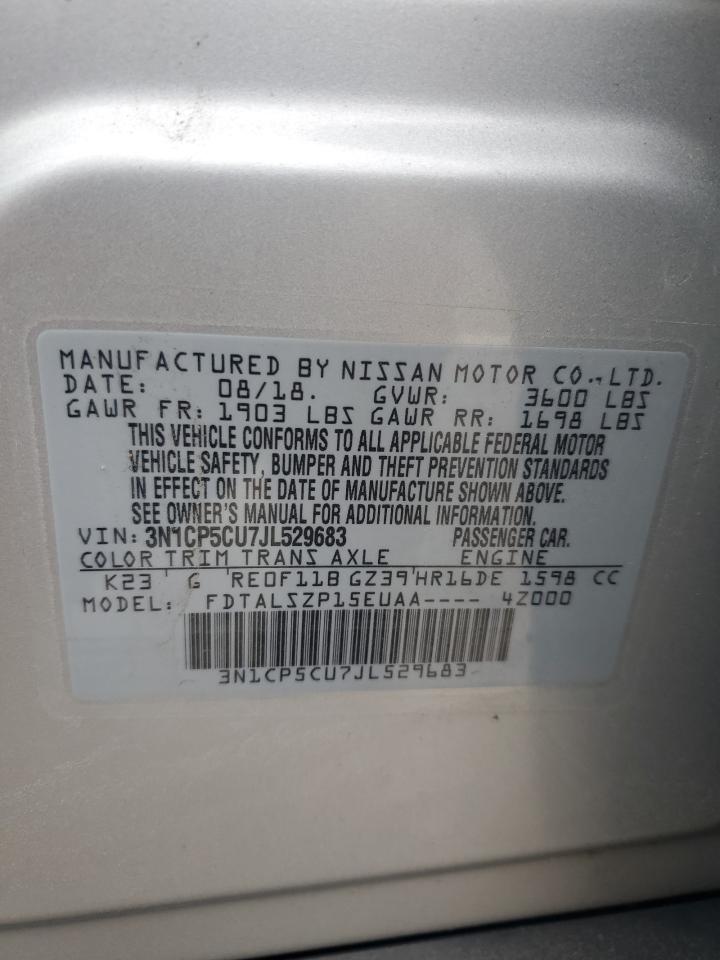 MANUFACTURED BY NISSAN MOTOR CO., LTD.
DATE: 08/18. GVWR: 3600 LBS
GAWR FR: 1903 LBS GAWR RR: 1698 LBS
THIS VEHICLE CONFORMS TO ALL APPLICABLE FEDERAL MOTOR
VEHICLE SAFETY, BUMPER AND THEFT PREVENTION STANDARDS
IN EFFECT ON THE DATE OF MANUFACTURE SHOWN ABOVE.
SEE OWNER'S MANUAL FOR ADDITIONAL INFORMATION.
VIN: 3N1CP5CU7JL529683 PASSENGER CAR.
COLOR TRIM TRANS AXLE ENGINE
K23 G RE0F11B GZ39 HR16DE 1598 CC
MODEL: FDTALSZP15EUAA---- 4Z000
3N1CP5CU7JL529683